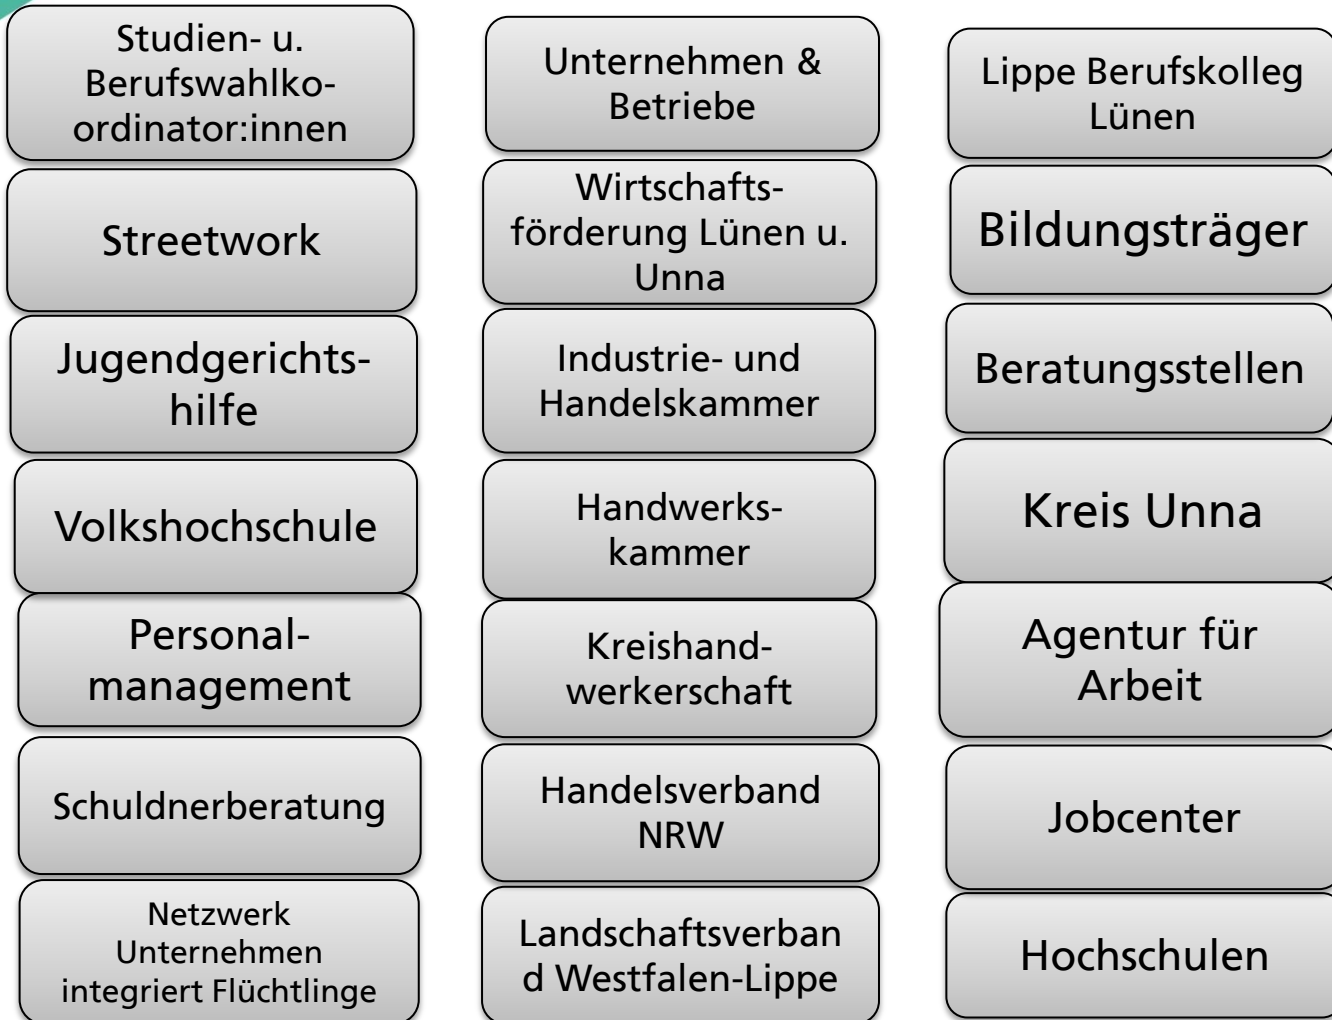 Studien- u.
Berufswahlko-
ordinator:innen
Streetwork
Jugendgerichts-
hilfe
Volkshochschule
Personal-
management
Schuldnerberatung
Netzwerk
Unternehmen
integriert Flüchtlinge
Unternehmen &
Betriebe
Wirtschafts-
förderung Lünen u.
Unna
Industrie- und
Handelskammer
Handwerks-
kammer
Kreishand-
werkerschaft
Handelsverband
NRW
Landschaftsverban
d Westfalen-Lippe
Lippe Berufskolleg
Lünen
Bildungsträger
Beratungsstellen
Kreis Unna
Agentur für
Arbeit
Jobcenter
Hochschulen